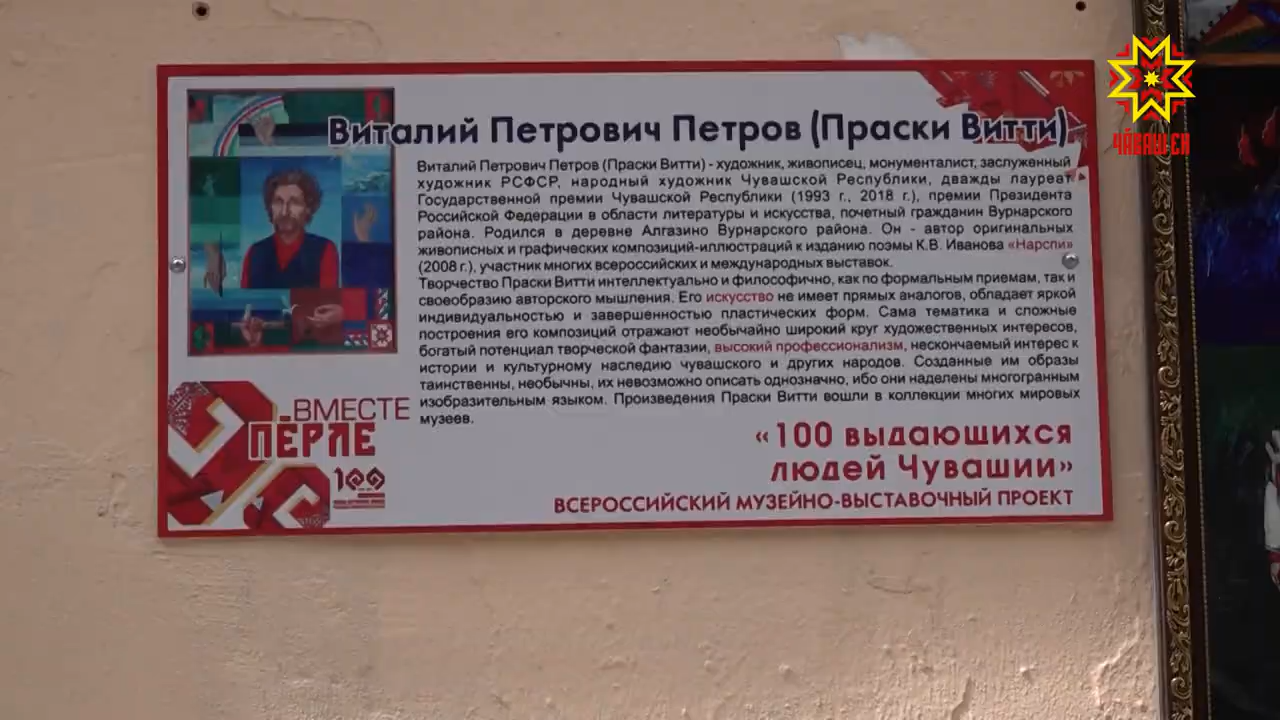 Виталий Петрович Петров (Праски Витти)
Виталий Петрович Петров (Праски Витти) - художник, живописец, монументалист, заслуженный
художник РСФСР, народный художник Чувашской Республики, дважды лауреат
Государственной премии Чувашской Республики (1993 г., 2018 г.), премии Президента
Российской Федерации в области литературы и искусства, почетный гражданин Вурнарского
района. Родился в деревне Алгазино Вурнарского района. Он - автор оригинальных
живописных и графических композиций-иллюстраций к изданию поэмы К.В. Иванова «Нарспи»
(2008 г.), участник многих всероссийских и международных выставок.
Творчество Праски Витти интеллектуально и философично, как по формальным приемам, так и
своеобразию авторского мышления. Его искусство не имеет прямых аналогов, обладает яркой
индивидуальностью и завершенностью пластических форм. Сама тематика и сложные
построения его композиций отражают необычайно широкий круг художественных интересов,
богатый потенциал творческой фантазии, высокий профессионализм, нескончаемый интерес к
истории и культурному наследию чувашского и других народов. Созданные им образы
таинственны, необычны, их невозможно описать однозначно, ибо они наделены многогранным
изобразительным языком. Произведения Праски Витти вошли в коллекции многих мировых
музеев.
ВМЕСТЕ
ПĔРЛЕ
100
«100 выдающихся
людей Чувашии»
ВСЕРОССИЙСКИЙ МУЗЕЙНО-ВЫСТАВОЧНЫЙ ПРОЕКТ
ЧĂВАШ ЕН